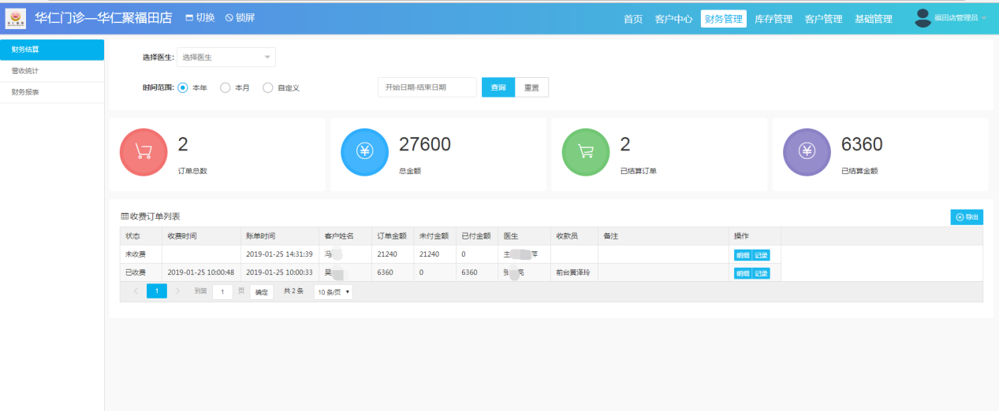 华仁门诊—华仁聚福田店 切换 锁屏 首页 客户中心 财务管理 库存管理 客户管理 基础管理 福田店管理员
财务结算
营收统计
财务报表
选择医生: 选择医生
时间范围: 本年 本月 自定义 开始日期-结束日期 查询 重置
2 27600 2 6360
订单总数 总金额 已结算订单 已结算金额
收费订单列表 导出
状态 收费时间 账单时间 客户姓名 订单金额 未付金额 已付金额 医生 收款员 备注 操作
未收费 2019-01-25 14:31:39 冯 21240 21240 0 主 萍 明细 记录
已收费 2019-01-25 10:00:48 2019-01-25 10:00:33 吴 6360 0 6360 张 亮 前台黄泽玲 明细 记录
< 1 > 到第 1 页 确定 共 2 条 10 条/页